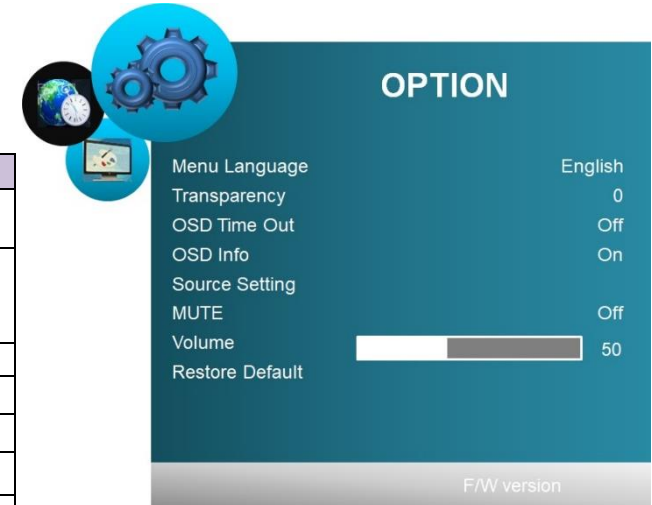 OPTION
Menu Language English
Transparency 0
OSD Time Out Off
OSD Info On
Source Setting
MUTE Off
Volume 50
Restore Default
F/W version